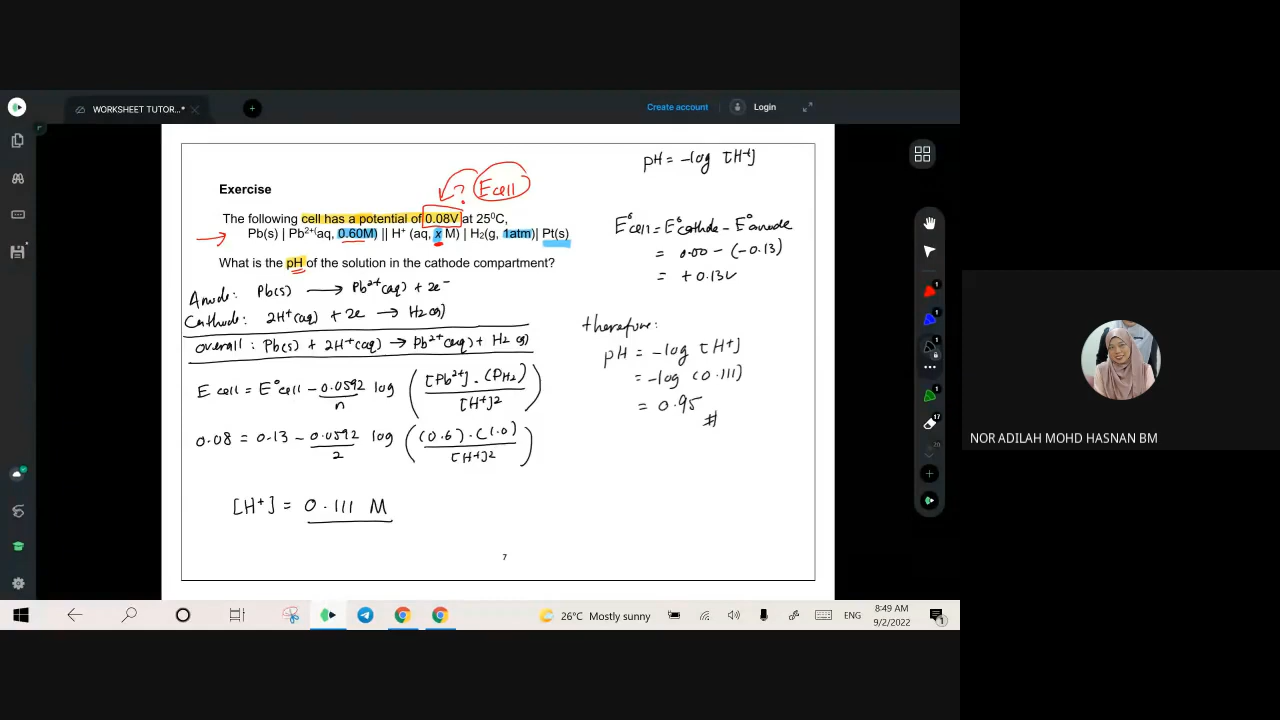 WORKSHEET TUTOR...*
Create account
Login
pH = -log [H+]
Ecell
?
Exercise
The following cell has a potential of 0.08V at 25⁰C,
Pb(s) | Pb²⁺(aq, 0.60M) || H⁺ (aq, x M) | H₂(g, 1atm)| Pt(s)
What is the pH of the solution in the cathode compartment?
E°cell = E°cathode - E°anode
= 0.00 - (-0.13)
= +0.13V
Anode: Pb(s) → Pb²⁺(aq) + 2e⁻
Cathode: 2H⁺(aq) + 2e → H₂(g)
overall: Pb(s) + 2H⁺(aq) → Pb²⁺(aq) + H₂(g)
E cell = E°cell - 0.0592/n log ([Pb²⁺] . (PH₂) / [H⁺]²)
0.08 = 0.13 - 0.0592/2 log ((0.6) . (1.0) / [H⁺]²)
[H⁺] = 0.111 M
therefore:
pH = -log [H+]
= -log (0.111)
= 0.95 #
7
NOR ADILAH MOHD HASNAN BM
26°C Mostly sunny
ENG
8:49 AM
9/2/2022